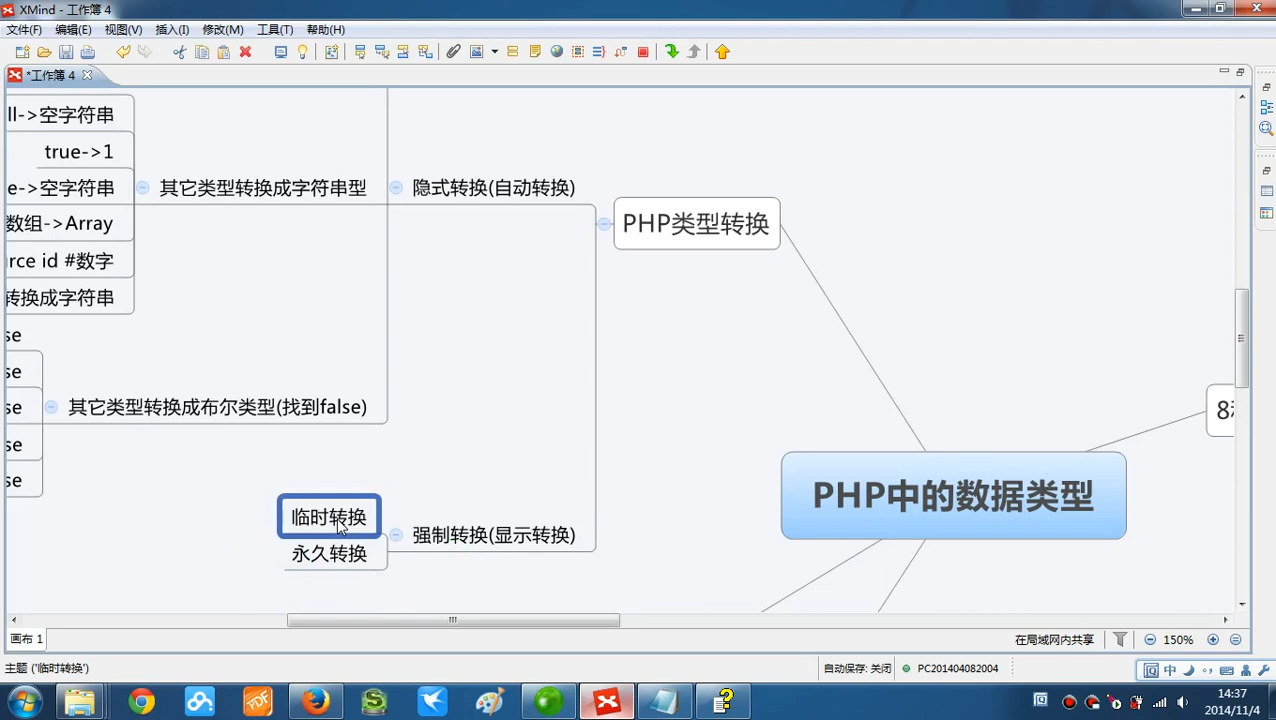 XMind - 工作簿 4
文件(F) 编辑(E) 视图(V) 插入(I) 修改(M) 工具(T) 帮助(H)
*工作簿 4
ll->空字符串
true->1
e->空字符串
数组->Array
rce id #数字
转换成字符串
其它类型转换成字符串型
隐式转换(自动转换)
PHP类型转换
se
se
se
se
se
其它类型转换成布尔类型(找到false)
临时转换
永久转换
强制转换(显示转换)
PHP中的数据类型
画布 1
在局域网内共享
150%
主题 ('临时转换')
自动保存: 关闭
PC201404082004
中
PDF
14:37
2014/11/4